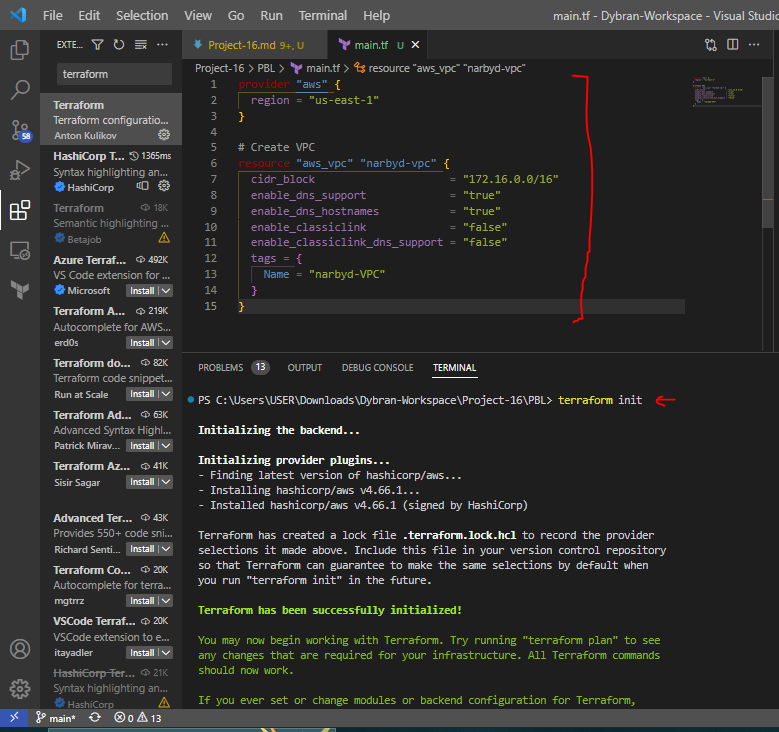 File Edit Selection View Go Run Terminal Help main.tf - Dybran-Workspace - Visual Studio
EXTE...
terraform
Terraform
Terraform configuratio...
Anton Kulikov
HashiCorp T... 1365ms
Syntax highlighting an...
HashiCorp
Terraform 18K
Semantic highlighting ...
Betajob
Azure Terraf... 492K
VS Code extension for ...
Microsoft Install
Terraform A... 219K
Autocomplete for AWS...
erd0s Install
Terraform do... 82K
Terraform code snippet...
Run at Scale Install
Terraform Ad... 63K
Advanced Syntax Highl...
Patrick Mirav... Install
Terraform Az... 41K
Sisir Sagar Install
Advanced Ter... 43K
Provides 550+ code sni...
Richard Senti... Install
Terraform Co... 20K
Autocomplete for terra...
mgtrrz Install
VSCode Terraf... 20K
VSCode extension to e...
itayadler Install
HashiCorp Ter... 21K
Syntax highlighting an...
HashiCorp
58
Project-16.md 9+, U main.tf U
Project-16 > PBL > main.tf > resource "aws_vpc" "narbyd-vpc"
1 provider "aws" {
2 region = "us-east-1"
3 }
4
5 # Create VPC
6 resource "aws_vpc" "narbyd-vpc" {
7 cidr_block = "172.16.0.0/16"
8 enable_dns_support = "true"
9 enable_dns_hostnames = "true"
10 enable_classiclink = "false"
11 enable_classiclink_dns_support = "false"
12 tags = {
13 Name = "narbyd-VPC"
14 }
15 }
PROBLEMS 13 OUTPUT DEBUG CONSOLE TERMINAL
PS C:\Users\USER\Downloads\Dybran-Workspace\Project-16\PBL> terraform init
Initializing the backend...
Initializing provider plugins...
- Finding latest version of hashicorp/aws...
- Installing hashicorp/aws v4.66.1...
- Installed hashicorp/aws v4.66.1 (signed by HashiCorp)
Terraform has created a lock file .terraform.lock.hcl to record the provider
selections it made above. Include this file in your version control repository
so that Terraform can guarantee to make the same selections by default when
you run "terraform init" in the future.
Terraform has been successfully initialized!
You may now begin working with Terraform. Try running "terraform plan" to see
any changes that are required for your infrastructure. All Terraform commands
should now work.
If you ever set or change modules or backend configuration for Terraform,
main* 0 13